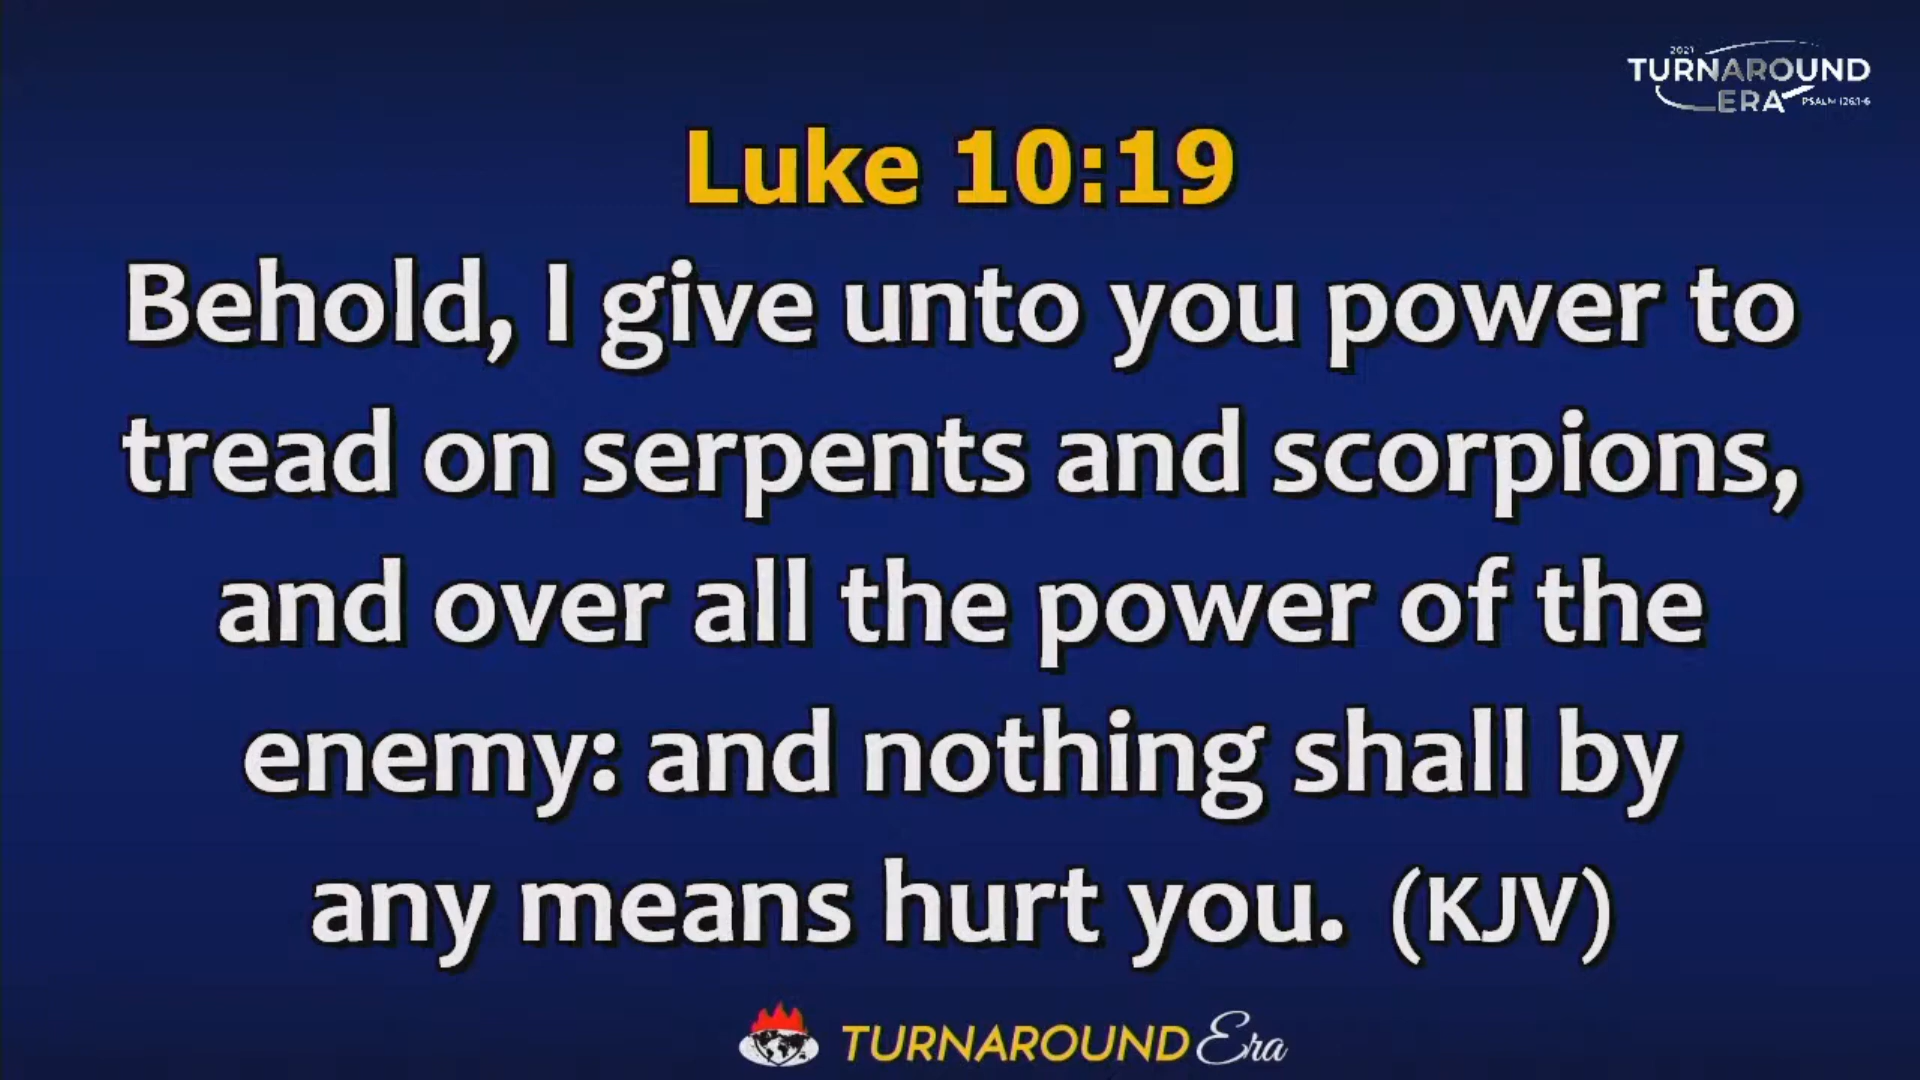 2021
TURNAROUND
ERA PSALM 126:1-6
Luke 10:19
Behold, I give unto you power to
tread on serpents and scorpions,
and over all the power of the
enemy: and nothing shall by
any means hurt you. (KJV)
TURNAROUND Era